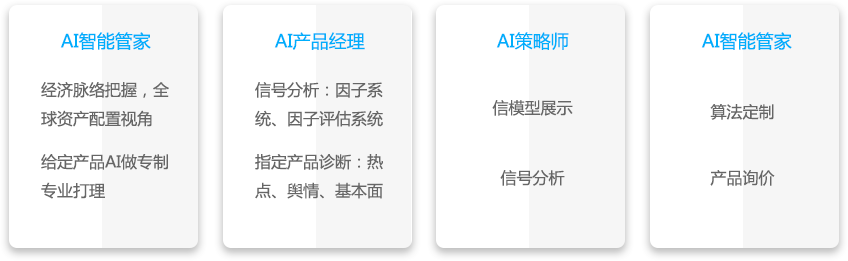 AI智能管家
经济脉络把握，全
球资产配置视角
给定产品AI做专制
专业打理
AI产品经理
信号分析：因子系
统、因子评估系统
指定产品诊断：热
点、舆情、基本面
AI策略师
信模型展示
信号分析
AI智能管家
算法定制
产品询价